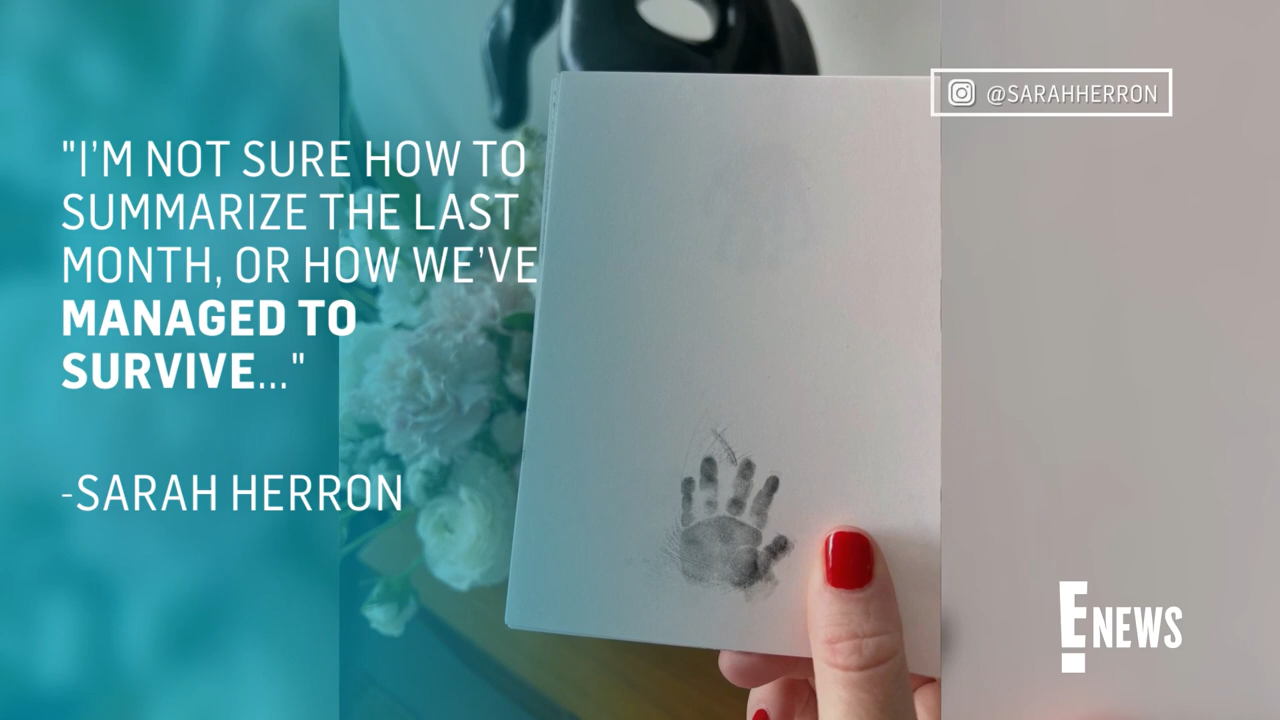 @SARAHHERRON
"I'M NOT SURE HOW TO
SUMMARIZE THE LAST
MONTH, OR HOW WE'VE
MANAGED TO
SURVIVE..."
-SARAH HERRON
E NEWS